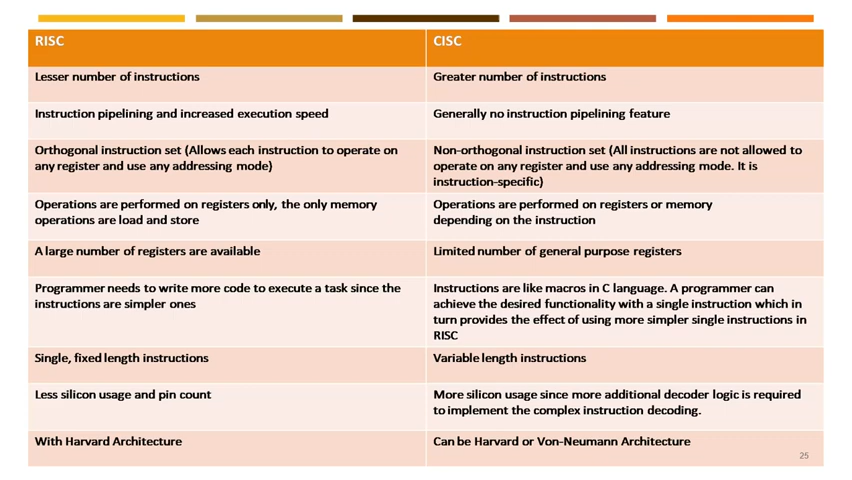 RISC
CISC
Lesser number of instructions
Greater number of instructions
Instruction pipelining and increased execution speed
Generally no instruction pipelining feature
Orthogonal instruction set (Allows each instruction to operate on
any register and use any addressing mode)
Non-orthogonal instruction set (All instructions are not allowed to
operate on any register and use any addressing mode. It is
instruction-specific)
Operations are performed on registers only, the only memory
operations are load and store
Operations are performed on registers or memory
depending on the instruction
A large number of registers are available
Limited number of general purpose registers
Programmer needs to write more code to execute a task since the
instructions are simpler ones
Instructions are like macros in C language. A programmer can
achieve the desired functionality with a single instruction which in
turn provides the effect of using more simpler single instructions in
RISC
Single, fixed length instructions
Variable length instructions
Less silicon usage and pin count
More silicon usage since more additional decoder logic is required
to implement the complex instruction decoding.
With Harvard Architecture
Can be Harvard or Von-Neumann Architecture
25